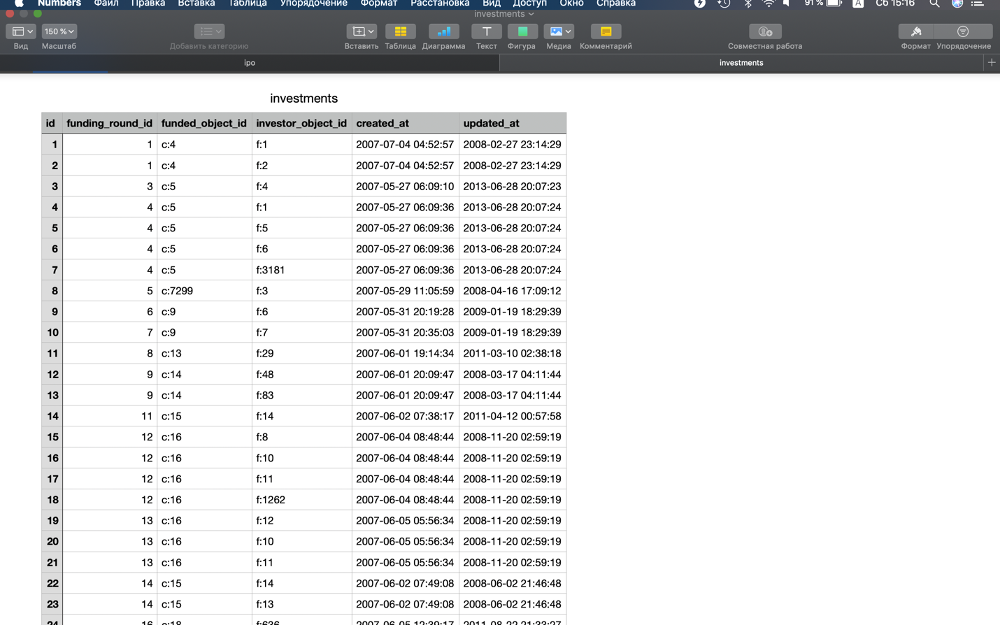 Numbers Файл Правка Вставка Таблица Упорядочение Формат Расстановка Вид Доступ Окно Справка 91 % A Сб 15:16
investments
150 %
Вид Масштаб Добавить категорию Вставить Таблица Диаграмма Текст Фигура Медиа Комментарий Совместная работа Формат Упорядочение
ipo investments
investments
id funding_round_id funded_object_id investor_object_id created_at updated_at
1 1 c:4 f:1 2007-07-04 04:52:57 2008-02-27 23:14:29
2 1 c:4 f:2 2007-07-04 04:52:57 2008-02-27 23:14:29
3 3 c:5 f:4 2007-05-27 06:09:10 2013-06-28 20:07:23
4 4 c:5 f:1 2007-05-27 06:09:36 2013-06-28 20:07:24
5 4 c:5 f:5 2007-05-27 06:09:36 2013-06-28 20:07:24
6 4 c:5 f:6 2007-05-27 06:09:36 2013-06-28 20:07:24
7 4 c:5 f:3181 2007-05-27 06:09:36 2013-06-28 20:07:24
8 5 c:7299 f:3 2007-05-29 11:05:59 2008-04-16 17:09:12
9 6 c:9 f:6 2007-05-31 20:19:28 2009-01-19 18:29:39
10 7 c:9 f:7 2007-05-31 20:35:03 2009-01-19 18:29:39
11 8 c:13 f:29 2007-06-01 19:14:34 2011-03-10 02:38:18
12 9 c:14 f:48 2007-06-01 20:09:47 2008-03-17 04:11:44
13 9 c:14 f:83 2007-06-01 20:09:47 2008-03-17 04:11:44
14 11 c:15 f:14 2007-06-02 07:38:17 2011-04-12 00:57:58
15 12 c:16 f:8 2007-06-04 08:48:44 2008-11-20 02:59:19
16 12 c:16 f:10 2007-06-04 08:48:44 2008-11-20 02:59:19
17 12 c:16 f:11 2007-06-04 08:48:44 2008-11-20 02:59:19
18 12 c:16 f:1262 2007-06-04 08:48:44 2008-11-20 02:59:19
19 13 c:16 f:12 2007-06-05 05:56:34 2008-11-20 02:59:19
20 13 c:16 f:10 2007-06-05 05:56:34 2008-11-20 02:59:19
21 13 c:16 f:11 2007-06-05 05:56:34 2008-11-20 02:59:19
22 14 c:15 f:14 2007-06-02 07:49:08 2008-06-02 21:46:48
23 14 c:15 f:13 2007-06-02 07:49:08 2008-06-02 21:46:48
24 16 c:18 f:636 2007-06-05 12:39:17